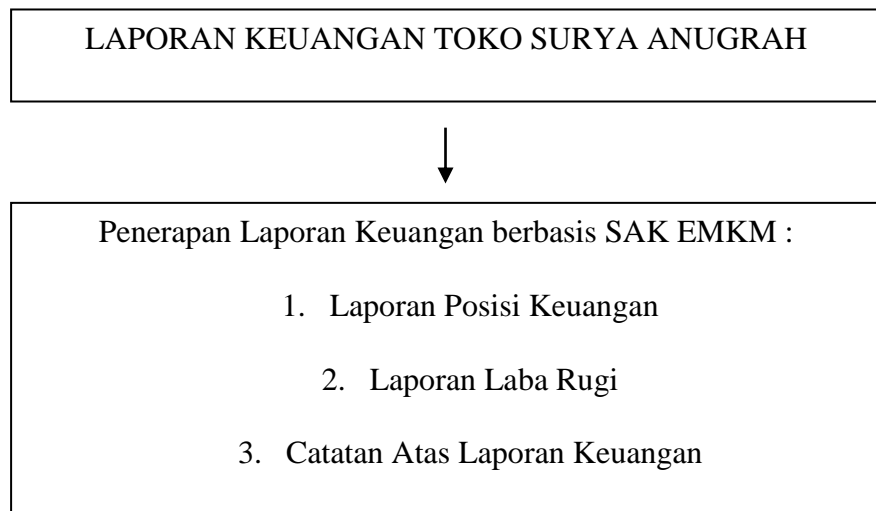 LAPORAN KEUANGAN TOKO SURYA ANUGRAH
Penerapan Laporan Keuangan berbasis SAK EMKM :
1. Laporan Posisi Keuangan
2. Laporan Laba Rugi
3. Catatan Atas Laporan Keuangan